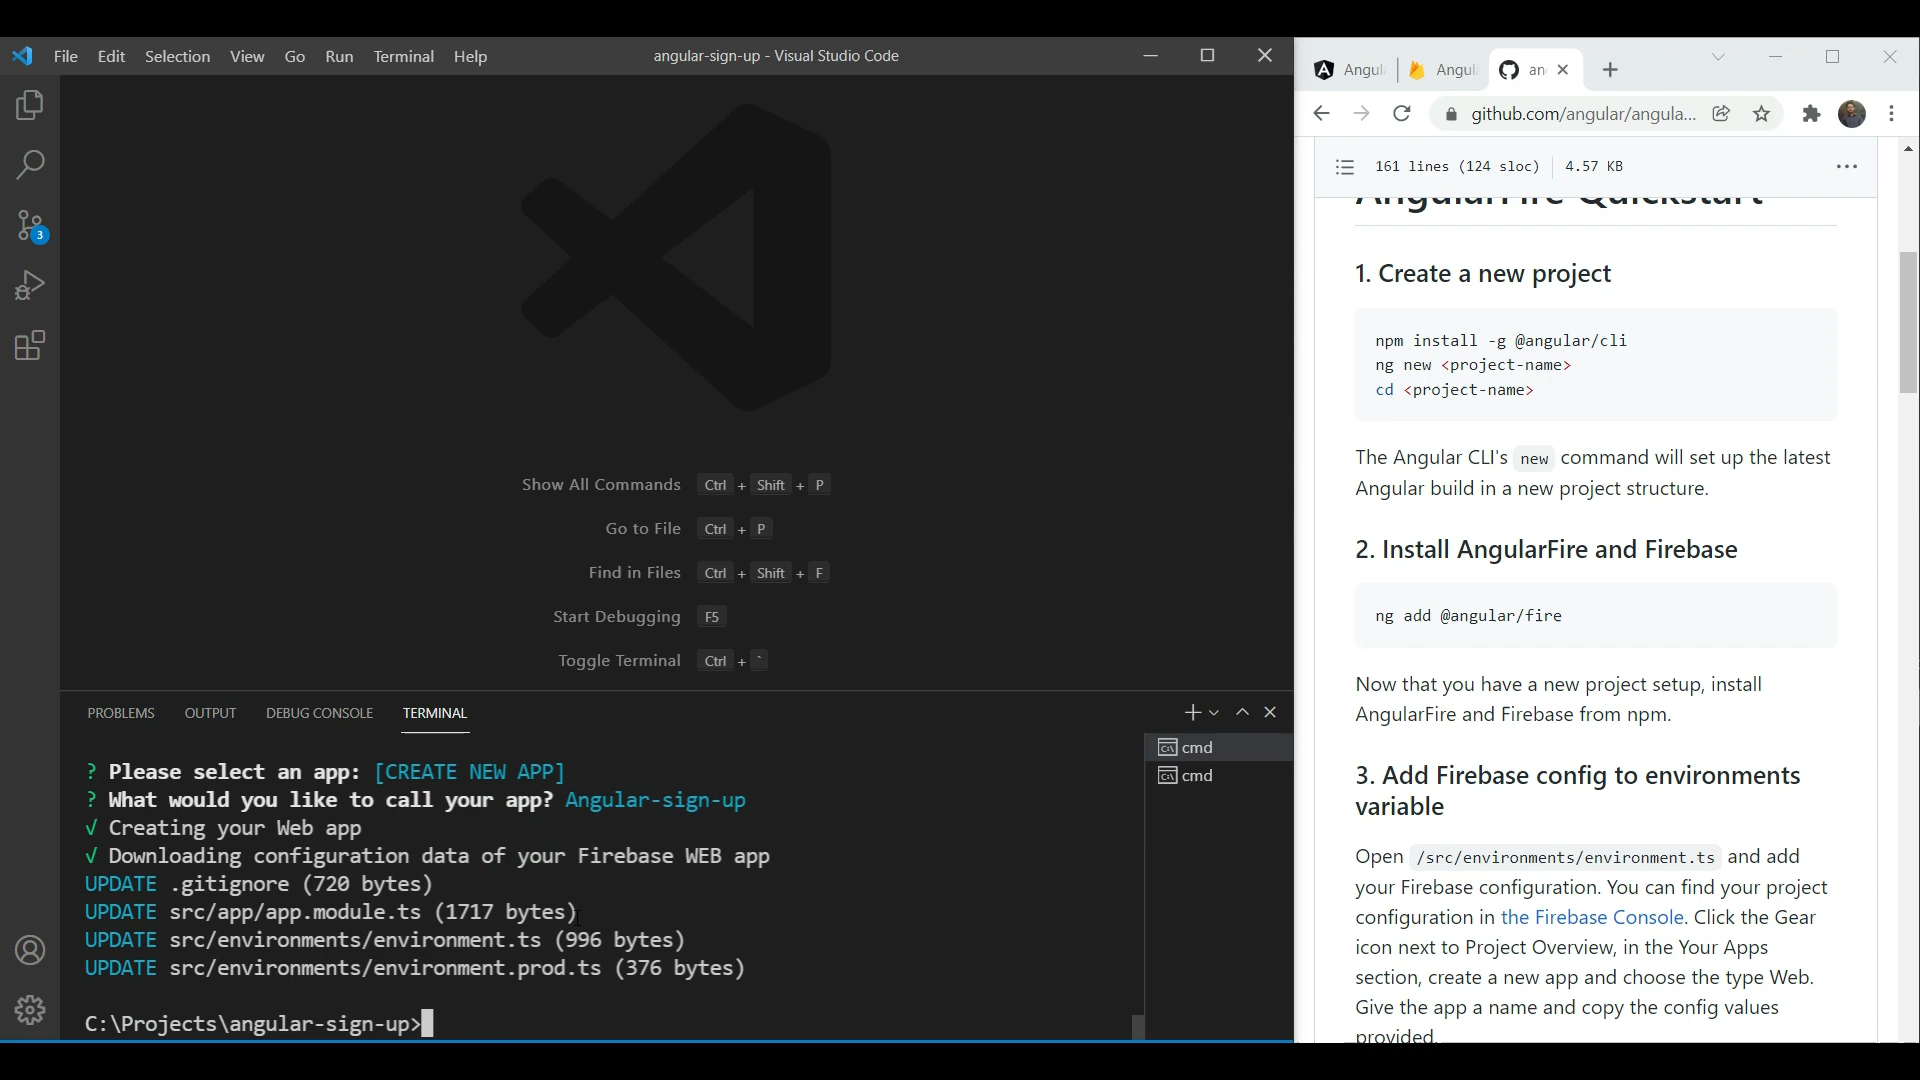 File Edit Selection View Go Run Terminal Help
angular-sign-up - Visual Studio Code
3
Show All Commands Ctrl + Shift + P
Go to File Ctrl + P
Find in Files Ctrl + Shift + F
Start Debugging F5
Toggle Terminal Ctrl + `
PROBLEMS OUTPUT DEBUG CONSOLE TERMINAL
cmd
cmd
? Please select an app: [CREATE NEW APP]
? What would you like to call your app? Angular-sign-up
√ Creating your Web app
√ Downloading configuration data of your Firebase WEB app
UPDATE .gitignore (720 bytes)
UPDATE src/app/app.module.ts (1717 bytes)
UPDATE src/environments/environment.ts (996 bytes)
UPDATE src/environments/environment.prod.ts (376 bytes)
C:\Projects\angular-sign-up>
Angula Angul an
github.com/angular/angula...
161 lines (124 sloc) 4.57 KB
AngularFire Quickstart
1. Create a new project
npm install -g @angular/cli
ng new <project-name>
cd <project-name>
The Angular CLI's new command will set up the latest
Angular build in a new project structure.
2. Install AngularFire and Firebase
ng add @angular/fire
Now that you have a new project setup, install
AngularFire and Firebase from npm.
3. Add Firebase config to environments
variable
Open /src/environments/environment.ts and add
your Firebase configuration. You can find your project
configuration in the Firebase Console. Click the Gear
icon next to Project Overview, in the Your Apps
section, create a new app and choose the type Web.
Give the app a name and copy the config values
provided.